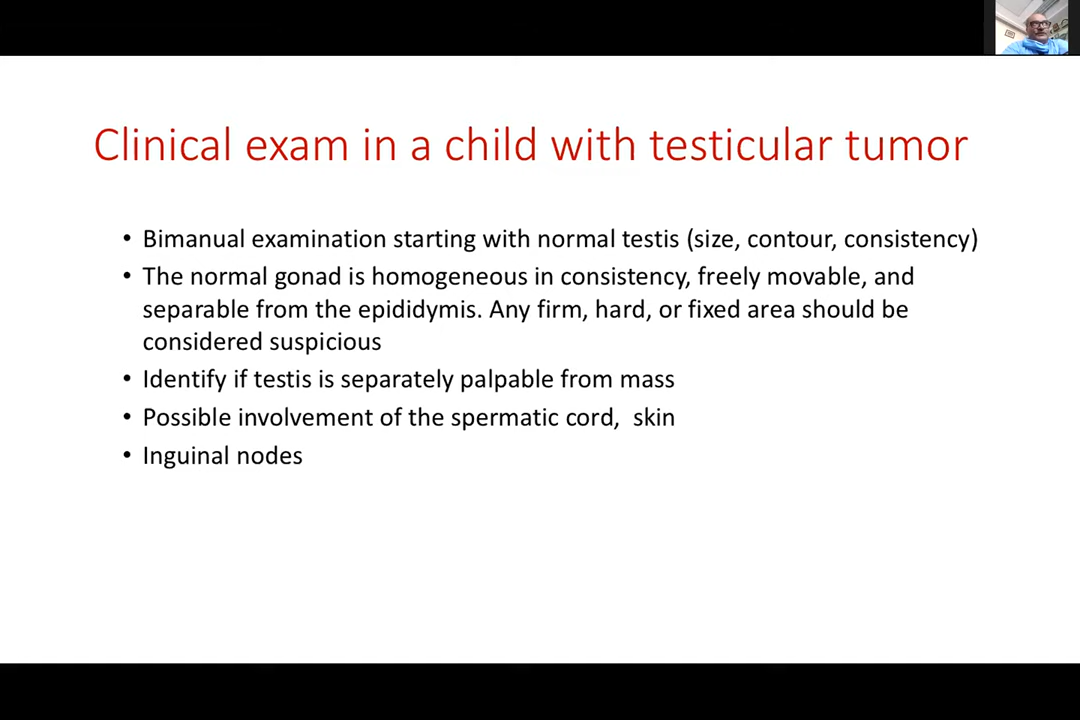 Clinical exam in a child with testicular tumor
• Bimanual examination starting with normal testis (size, contour, consistency)
• The normal gonad is homogeneous in consistency, freely movable, and
separable from the epididymis. Any firm, hard, or fixed area should be
considered suspicious
• Identify if testis is separately palpable from mass
• Possible involvement of the spermatic cord,  skin
• Inguinal nodes